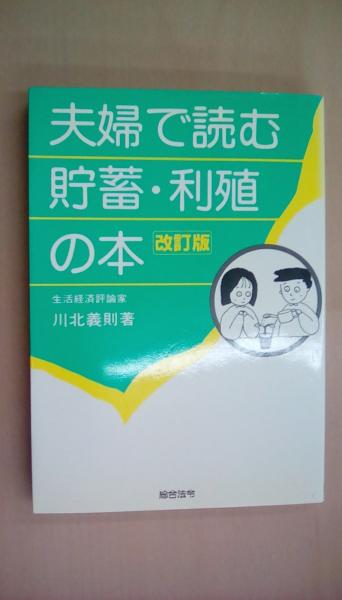 夫婦で読む
貯蓄・利殖
の本 改訂版
生活経済評論家
川北義則著
総合法令